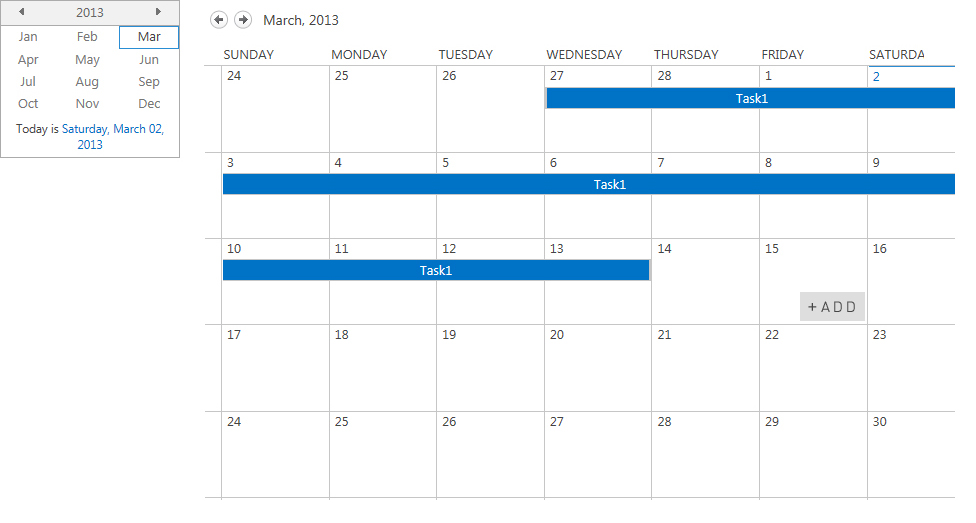 2013
Jan Feb Mar
Apr May Jun
Jul Aug Sep
Oct Nov Dec
Today is Saturday, March 02,
2013
March, 2013
SUNDAY MONDAY TUESDAY WEDNESDAY THURSDAY FRIDAY SATURDA
24 25 26 27 28 1 2
Task1
3 4 5 6 7 8 9
Task1
10 11 12 13 14 15 16
Task1
+ ADD
17 18 19 20 21 22 23
24 25 26 27 28 29 30